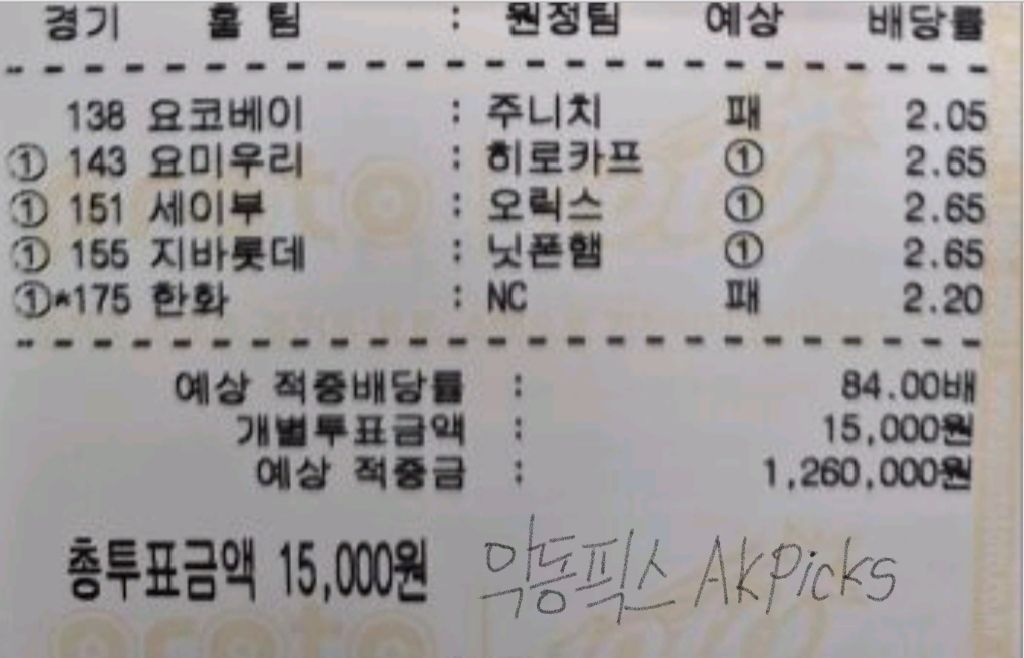 경기 홈 팀 : 원정팀 예상 배당률
138 요코베이 : 주니치 패 2.05
① 143 요미우리 : 히로카프 ① 2.65
① 151 세이부 : 오릭스 ① 2.65
① 155 지바롯데 : 닛폰햄 ① 2.65
①*175 한화 : NC 패 2.20
예상 적중배당률 : 84.00배
개별투표금액 : 15,000원
예상 적중금 : 1,260,000원
총투표금액 15,000원 악동픽스 AKPicks
proto